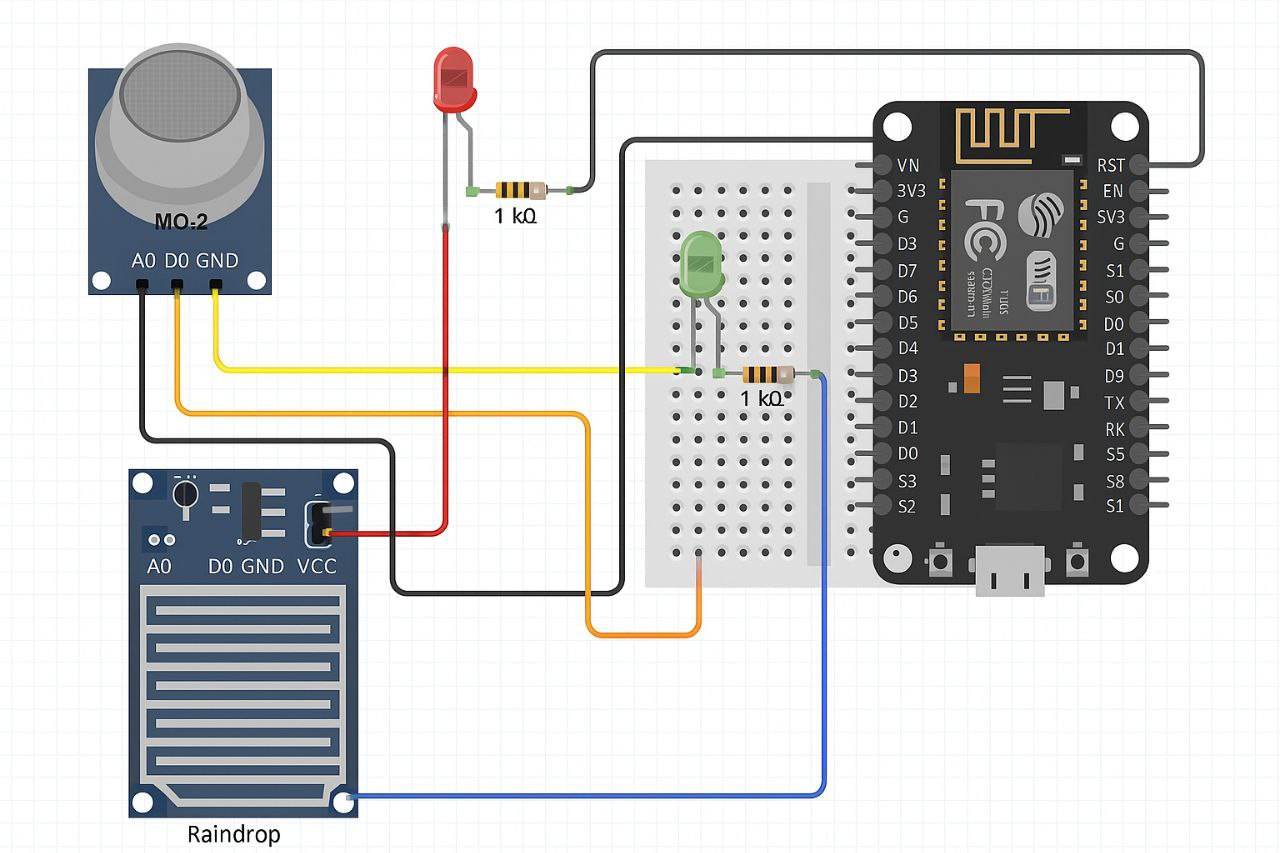 MO-2
A0 D0 GND
1 kΩ
1 kΩ
A0 D0 GND VCC
Raindrop
VN
3V3
G
D3
D7
D6
D5
D4
D3
D2
D1
D0
S3
S2
RST
EN
SV3
G
S1
S0
D0
D1
D9
TX
RK
S5
S8
S1
FC